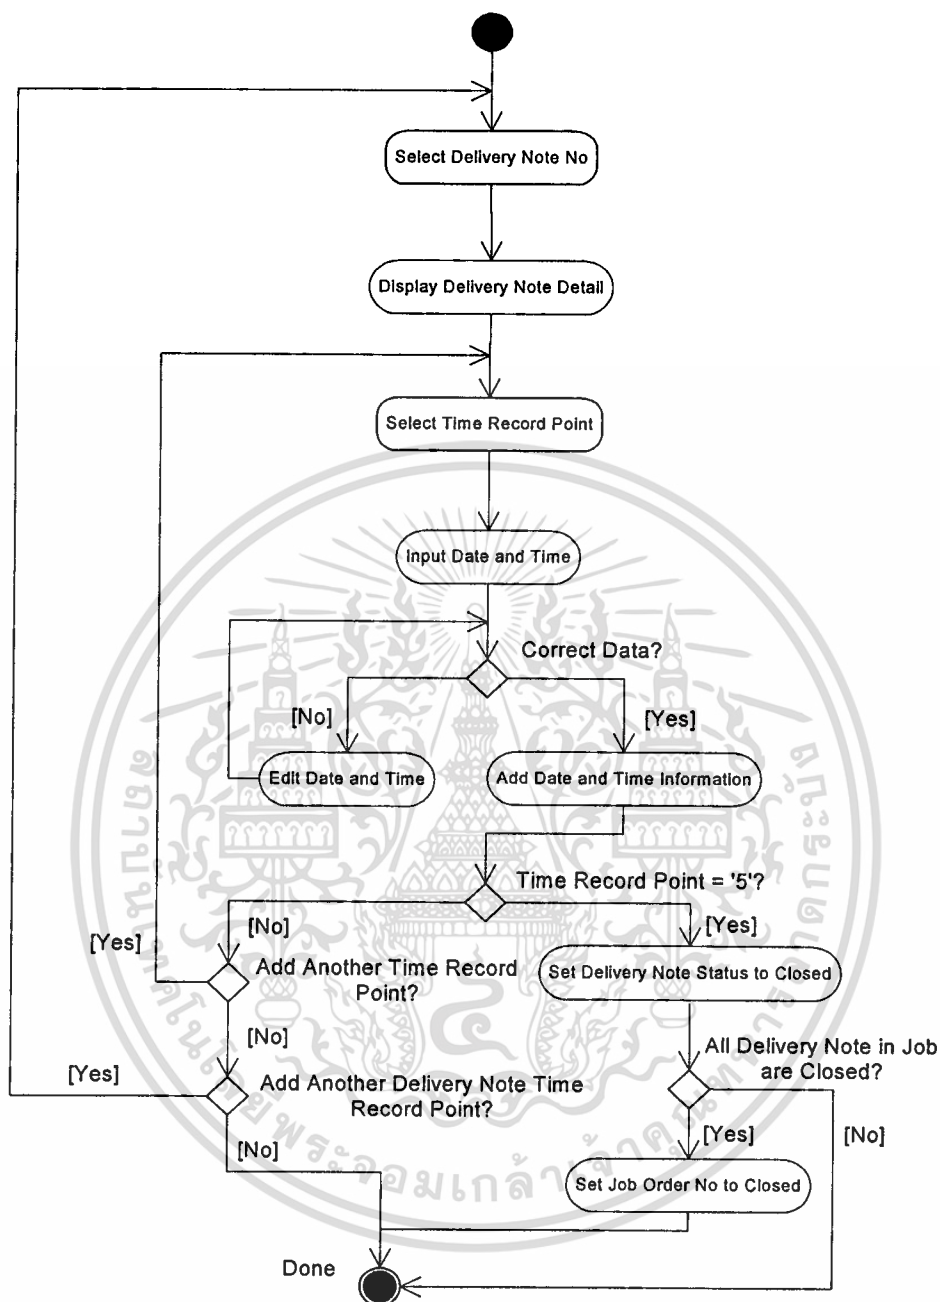 Select Delivery Note No
Display Delivery Note Detail
Select Time Record Point
Input Date and Time
Correct Data?
[No]
[Yes]
Edit Date and Time
Add Date and Time Information
Time Record Point = '5'?
[No]
[Yes]
[Yes]
Add Another Time Record
Point?
Set Delivery Note Status to Closed
[No]
All Delivery Note in Job
are Closed?
[Yes]
Add Another Delivery Note Time
Record Point?
[No]
[Yes]
[No]
Set Job Order No to Closed
Done